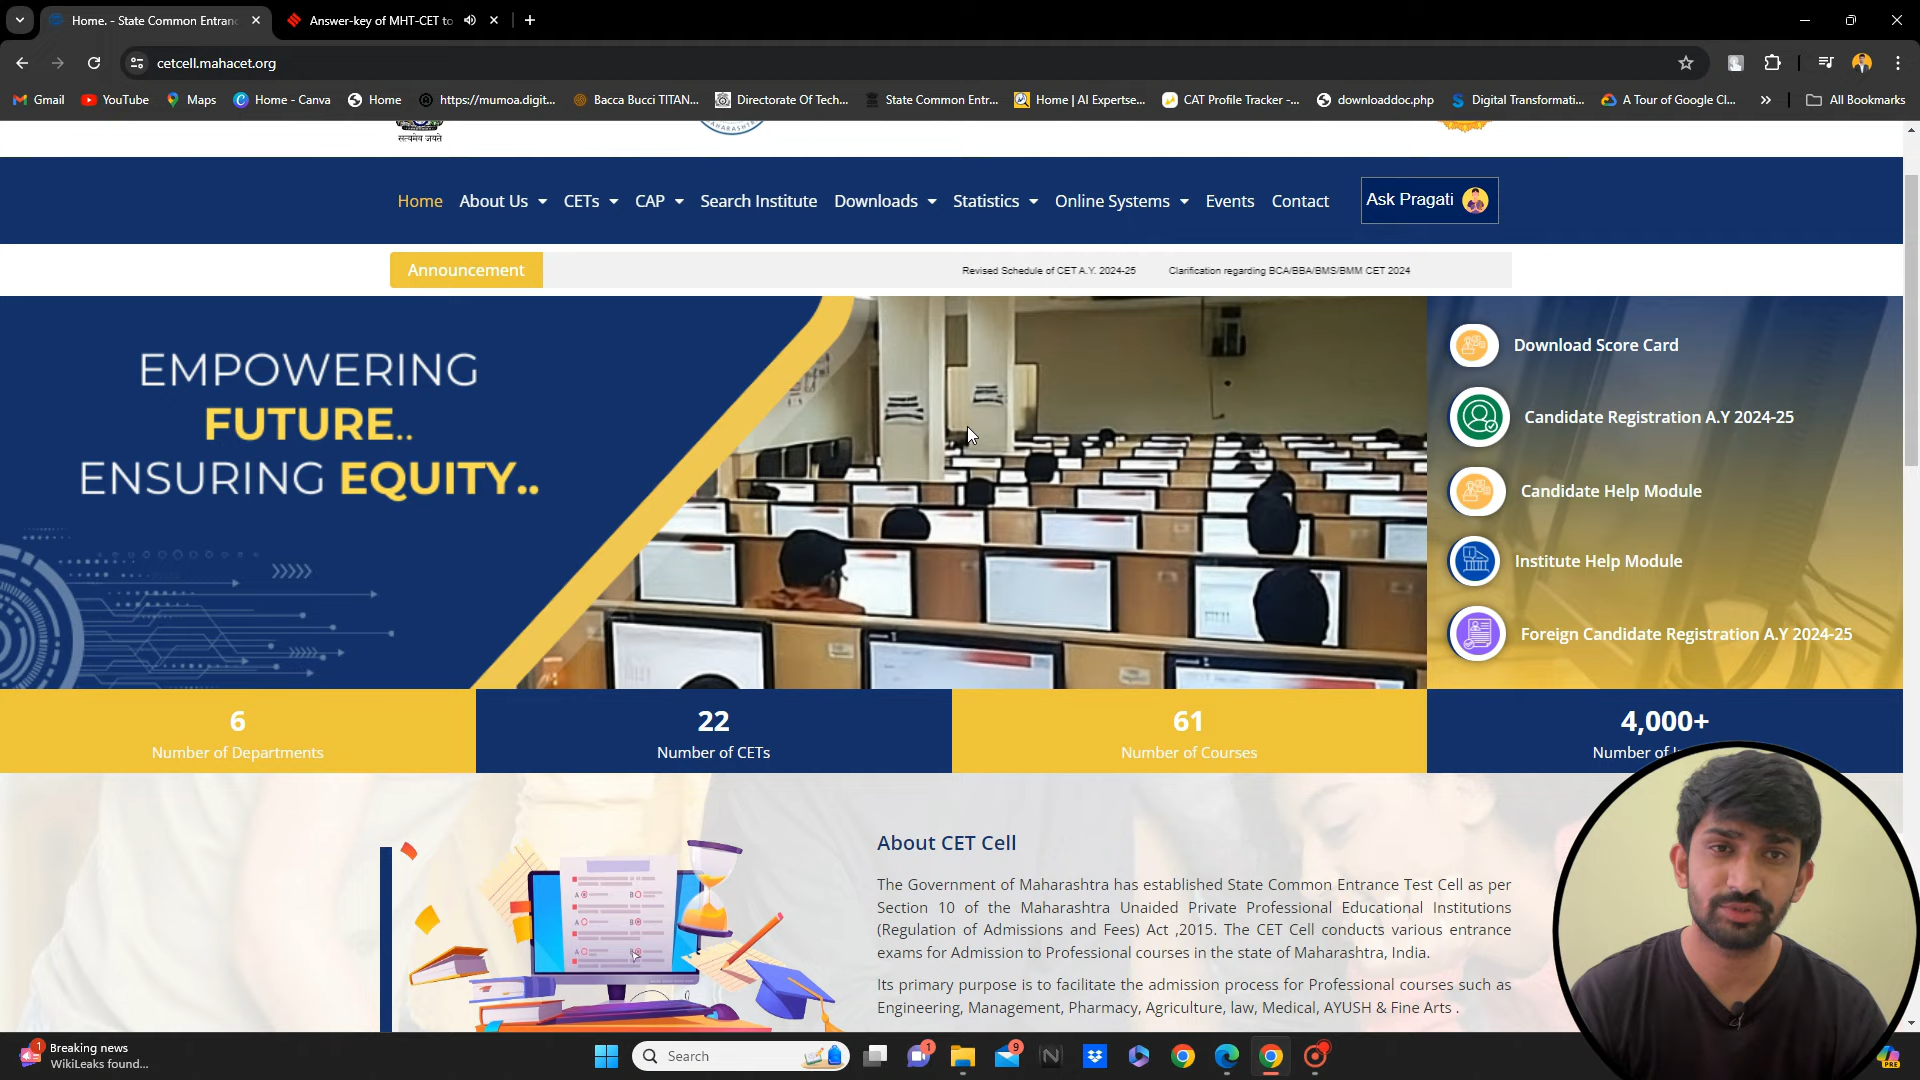 Home. - State Common Entranc
Answer-key of MHT-CET to
cetcell.mahacet.org
Gmail
YouTube
Maps
Home - Canva
Home
https://mumoa.digit...
Bacca Bucci TITAN...
Directorate Of Tech...
State Common Entr...
Home | AI Expertse...
CAT Profile Tracker -...
downloaddoc.php
Digital Transformati...
A Tour of Google Cl...
All Bookmarks
सत्यमेव जयते
Home
About Us
CETs
CAP
Search Institute
Downloads
Statistics
Online Systems
Events
Contact
Ask Pragati
Announcement
Revised Schedule of CET A.Y. 2024-25
Clarification regarding BCA/BBA/BMS/BMM CET 2024
EMPOWERING
FUTURE..
ENSURING EQUITY..
Download Score Card
Candidate Registration A.Y 2024-25
Candidate Help Module
Institute Help Module
Foreign Candidate Registration A.Y 2024-25
6
Number of Departments
22
Number of CETs
61
Number of Courses
4,000+
Number of
About CET Cell
The Government of Maharashtra has established State Common Entrance Test Cell as per
Section 10 of the Maharashtra Unaided Private Professional Educational Institutions
(Regulation of Admissions and Fees) Act ,2015. The CET Cell conducts various entrance
exams for Admission to Professional courses in the state of Maharashtra, India.
Its primary purpose is to facilitate the admission process for Professional courses such as
Engineering, Management, Pharmacy, Agriculture, law, Medical, AYUSH & Fine Arts .
1
Breaking news
WikiLeaks found...
Search
1
9
PRE